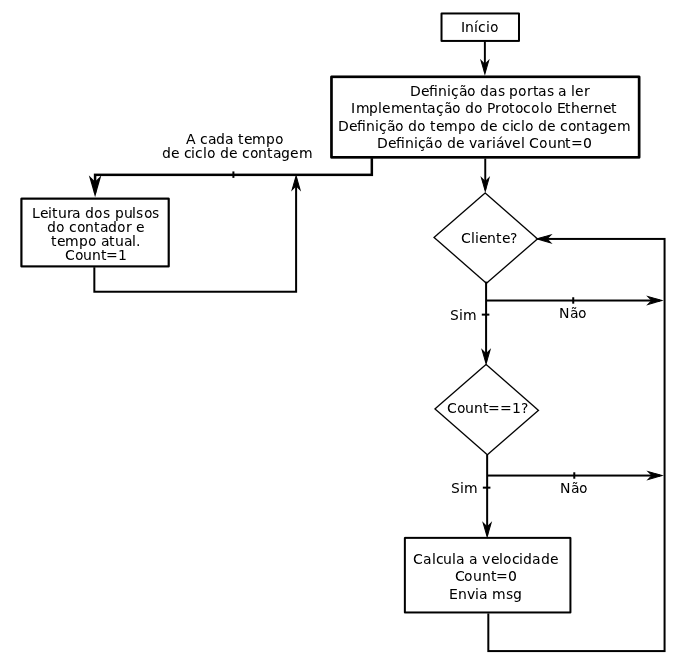 Início
Definição das portas a ler
Implementação do Protocolo Ethernet
Definição do tempo de ciclo de contagem
Definição de variável Count=0
A cada tempo
de ciclo de contagem
Leitura dos pulsos
do contador e
tempo atual.
Count=1
Cliente?
Sim
Não
Count==1?
Sim
Não
Calcula a velocidade
Count=0
Envia msg